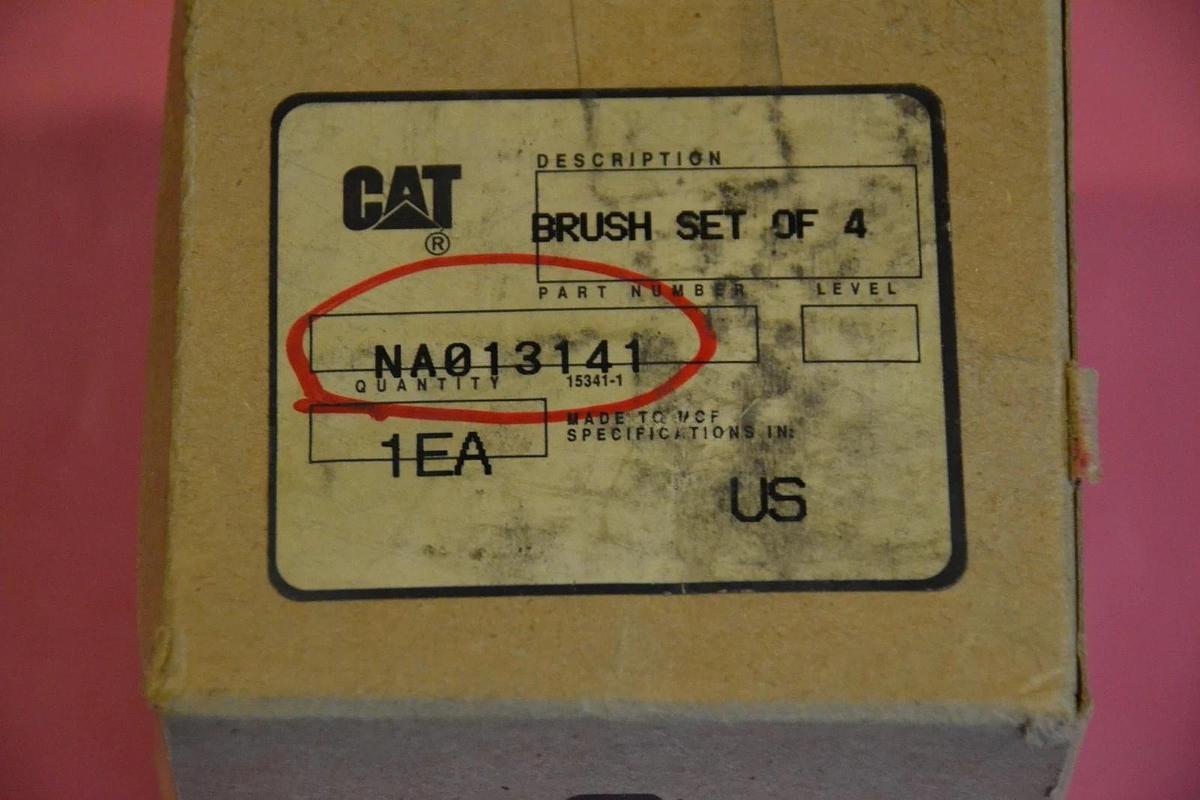 CAT
®
DESCRIPTION
BRUSH SET OF 4
PART NUMBER
LEVEL
NA013141
QUANTITY
15341-1
1EA
MADE TO MCF
SPECIFICATIONS IN:
US